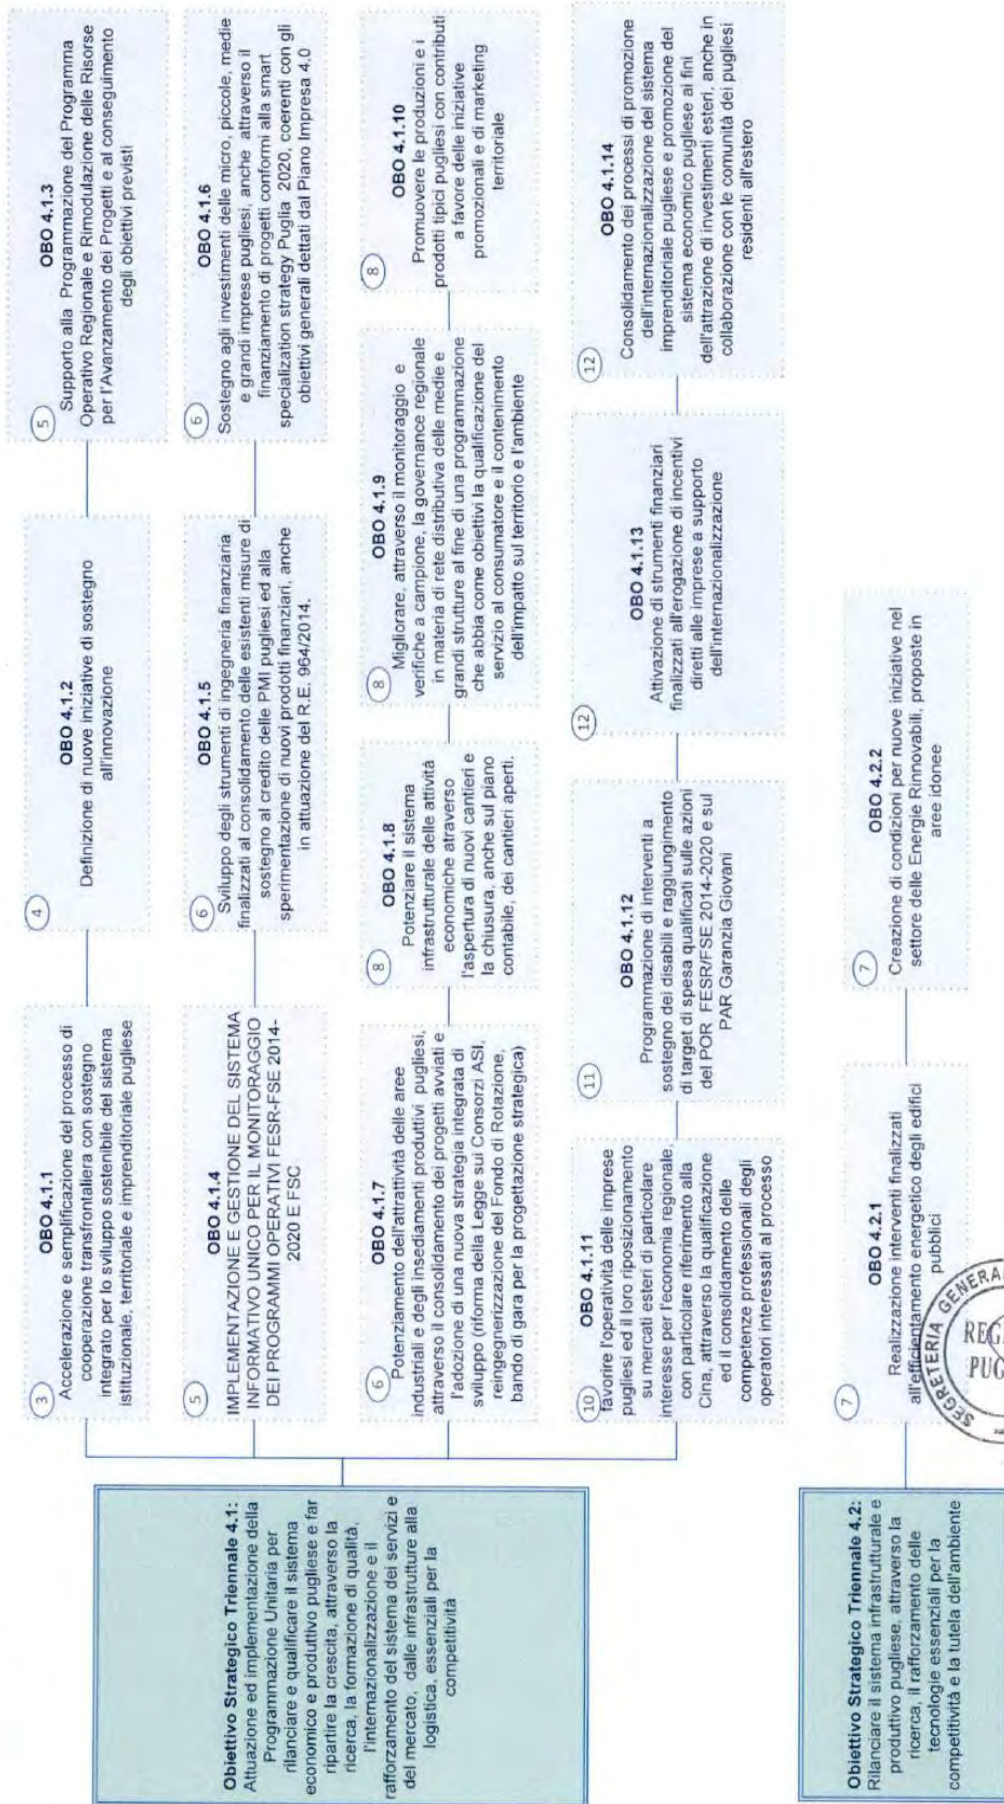 Obiettivo Strategico Triennale 4.1:
Attuazione ed implementazione della
Programmazione Unitaria per
rilanciare e qualificare il sistema
economico e produttivo pugliese e far
ripartire la crescita, attraverso la
ricerca, la formazione di qualità,
l'internazionalizzazione e il
rafforzamento del sistema dei servizi e
del mercato, dalle infrastrutture alla
logistica, essenziali per la
competitività
3
OBO 4.1.1
Accelerazione e semplificazione del processo di
cooperazione transfrontaliera con sostegno
integrato per lo sviluppo sostenibile del sistema
istituzionale, territoriale e imprenditoriale pugliese
4
OBO 4.1.2
Definizione di nuove iniziative di sostegno
all'innovazione
5
OBO 4.1.3
Supporto alla Programmazione del Programma
Operativo Regionale e Rimodulazione delle Risorse
per l'Avanzamento dei Progetti e al conseguimento
degli obiettivi previsti
5
OBO 4.1.4
IMPLEMENTAZIONE E GESTIONE DEL SISTEMA
INFORMATIVO UNICO PER IL MONITORAGGIO
DEI PROGRAMMI OPERATIVI FESR-FSE 2014-
2020 E FSC
6
OBO 4.1.5
Sviluppo degli strumenti di ingegneria finanziaria
finalizzati al consolidamento delle esistenti misure di
sostegno al credito delle PMI pugliesi ed alla
sperimentazione di nuovi prodotti finanziari, anche
in attuazione del R.E. 964/2014.
6
OBO 4.1.6
Sostegno agli investimenti delle micro, piccole, medie
e grandi imprese pugliesi, anche attraverso il
finanziamento di progetti conformi alla smart
specialization strategy Puglia 2020, coerenti con gli
obiettivi generali dettati dal Piano Impresa 4.0
6
OBO 4.1.7
Potenziamento dell'attrattività delle aree
industriali e degli insediamenti produttivi pugliesi,
attraverso il consolidamento dei progetti avviati e
l'adozione di una nuova strategia integrata di
sviluppo (riforma della Legge sui Consorzi ASI,
reingegnerizzazione del Fondo di Rotazione,
bando di gara per la progettazione strategica)
8
OBO 4.1.8
Potenziare il sistema
infrastrutturale delle attività
economiche atraverso
l'aspertura di nuovi cantieri e
la chiusura, anche sul piano
contabile, dei cantieri aperti.
8
OBO 4.1.9
Migliorare, attraverso il monitoraggio e
verifiche a campione, la governance regionale
in materia di rete distributiva delle medie e
grandi strutture al fine di una programmazione
che abbia come obiettivi la qualificazione del
servizio al consumatore e il contenimento
dell'impatto sul territorio e l'ambiente
8
OBO 4.1.10
Promuovere le produzioni e i
prodotti tipici pugliesi con contributi
a favore delle iniziative
promozionali e di marketing
territoriale
10
OBO 4.1.11
favorire l'operatività delle imprese
pugliesi ed il loro riposizionamento
su mercati esteri di particolare
interesse per l'economia regionale,
con particolare riferimento alla
Cina, attraverso la qualificazione
ed il consolidamento delle
competenze professionali degli
operatori interessati al processo
11
OBO 4.1.12
Programmazione di interventi a
sostegno dei disabili e raggiungimento
di target di spesa qualificati sulle azioni
del POR FESR/FSE 2014-2020 e sul
PAR Garanzia Giovani
12
OBO 4.1.13
Attivazione di strumenti finanziari
finalizzati all'erogazione di incentivi
diretti alle imprese a supporto
dell'internazionalizzazione
12
OBO 4.1.14
Consolidamento dei processi di promozione
dell'internazionalizzazione del sistema
imprenditoriale pugliese e promozione del
sistema economico pugliese ai fini
dell'attrazione di investimenti esteri, anche in
collaborazione con le comunità dei pugliesi
residenti all'estero
Obiettivo Strategico Triennale 4.2:
Rilanciare il sistema infrastrutturale e
produttivo pugliese, attraverso la
ricerca, il rafforzamento delle
tecnologie essenziali per la
competitività e la tutela dell'ambiente
7
OBO 4.2.1
Realizzazione interventi finalizzati
all'efficientamento energetico degli edifici
pubblici
7
OBO 4.2.2
Creazione di condizioni per nuove iniziative nel
settore delle Energie Rinnovabili, proposte in
aree idonee
SEGRETERIA GENERA
REG
PUG